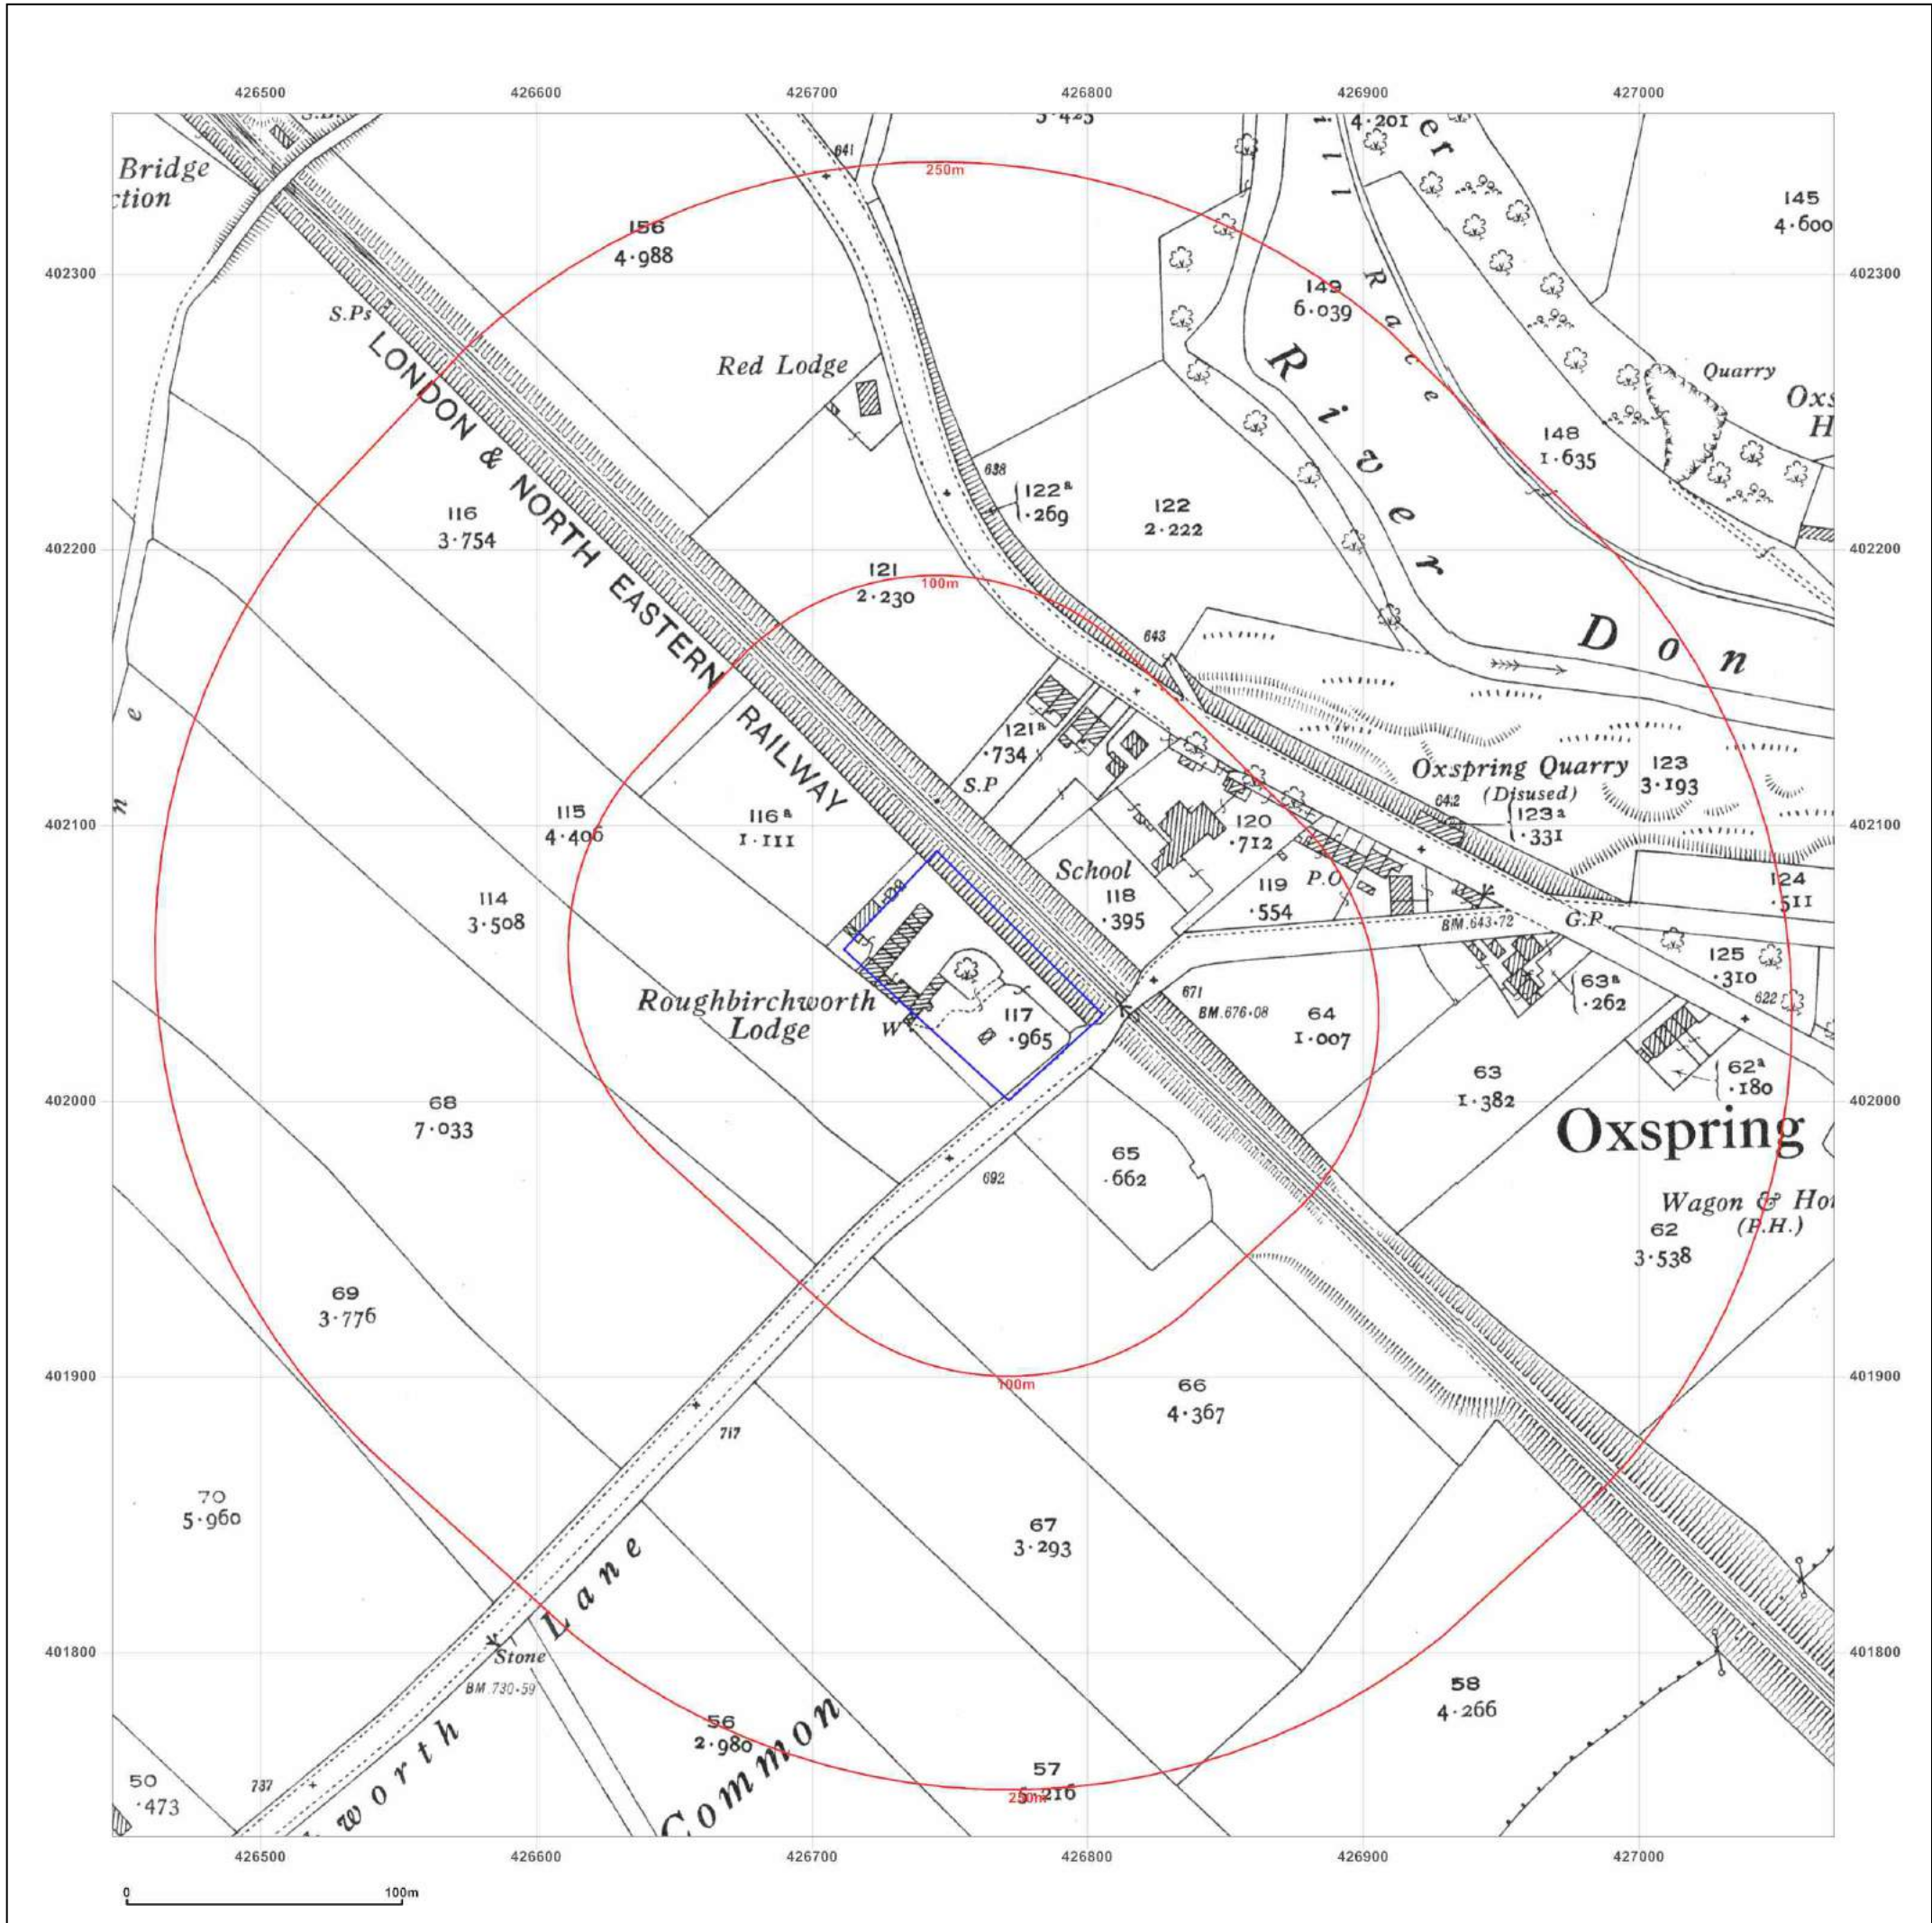 426500 426600 426700 426800 426900 427000
Bridge
ction
641
250m
4·201
er
ill Race
145
4·600
156
4·988
402300
402300
149
6·039
S.Ps
LONDON & NORTH EASTERN RAILWAY
Red Lodge
Quarry
Oxs
H
River Don
148
1·635
638
122ª
·269
122
2·222
116
3·754
402200
402200
121
2·230
100m
643
ne
121ª
·734
S.P
Oxspring Quarry
(Disused)
123
3·193
642
123ª
·331
402100
402100
115
4·406
116ª
1·111
120
·712
School
118
·395
119
·554
P.O
124
·511
114
3·508
BM.643·72
G.P.
125
·310
622
63ª
·262
671
BM.676·08
64
1·007
Roughbirchworth
Lodge
W
117
·965
63
1·382
62ª
·180
402000
402000
68
7·033
Oxspring
65
·662
692
Wagon & Hor
(P.H.)
62
3·538
69
3·776
401900
401900
100m
66
4·367
717
70
5·960
67
3·293
Lane
401800
401800
Stone
BM.730·59
58
4·266
56
2·980
Common
57
5·216
250m
50
·473
737
worth
426500 426600 426700 426800 426900 427000
0 100m